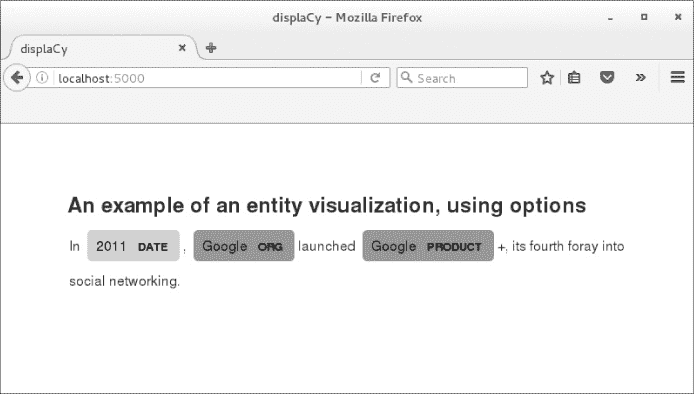 displaCy - Mozilla Firefox
displaCy
localhost:5000
Search
An example of an entity visualization, using options
In 2011 DATE , Google ORG launched Google PRODUCT +, its fourth foray into
social networking.